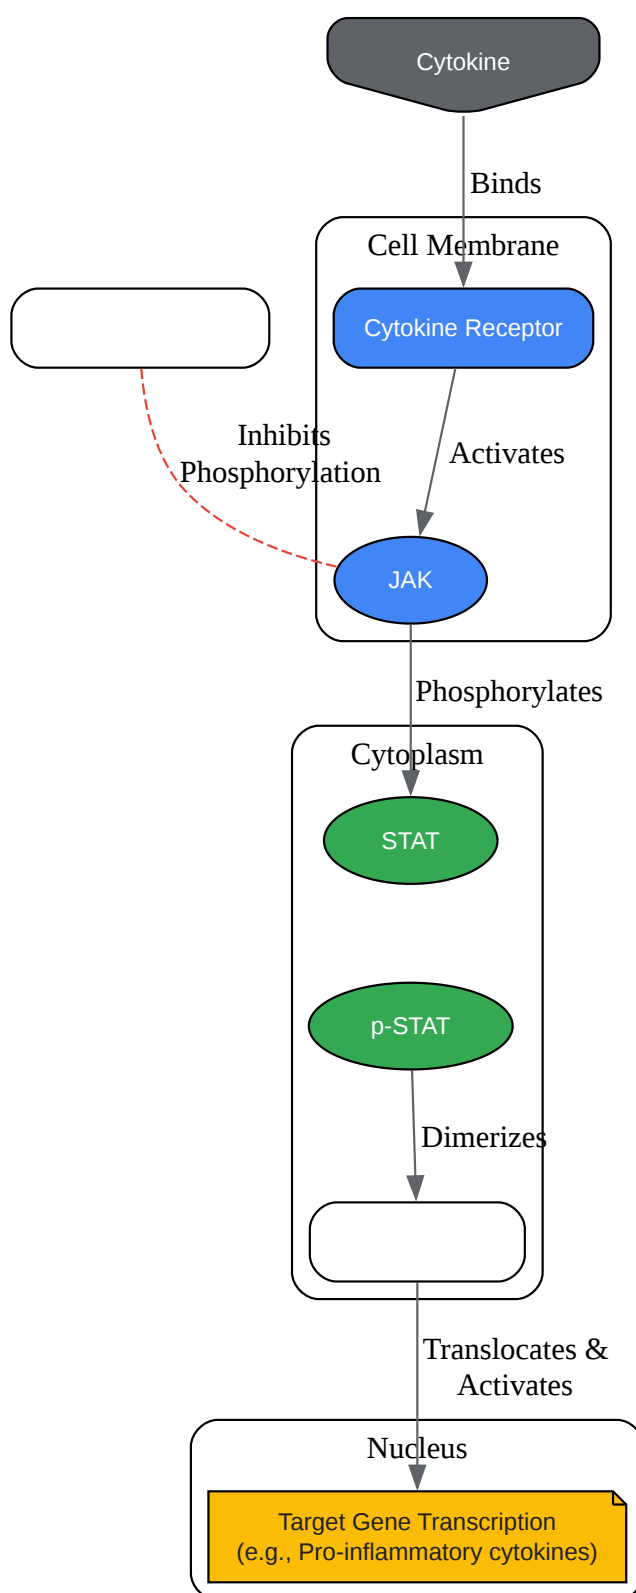 Cytokine
Binds
Cell Membrane
Cytokine Receptor
Inhibits
Phosphorylation
Activates
JAK
Phosphorylates
Cytoplasm
STAT
p-STAT
Dimerizes
Translocates &
Activates
Nucleus
Target Gene Transcription
(e.g., Pro-inflammatory cytokines)